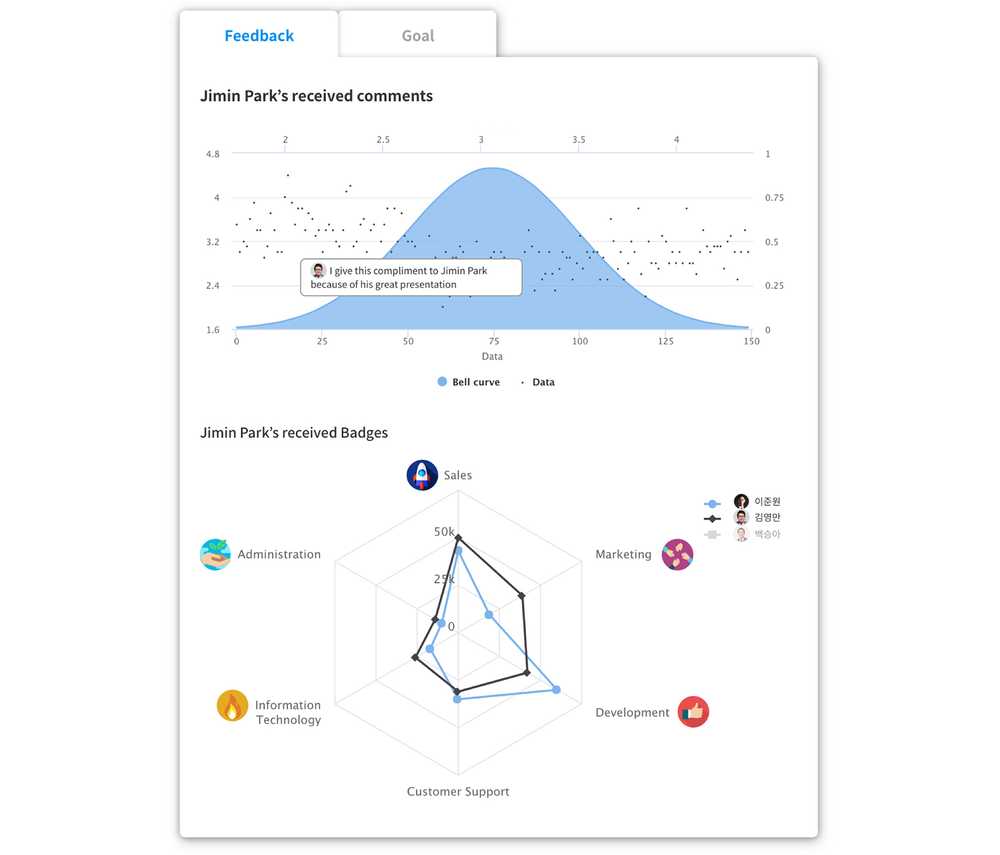 Feedback
Goal
Jimin Park’s received comments
2 2.5 3 3.5 4
4.8 1
4 0.75
3.2 0.5
I give this compliment to Jimin Park
because of his great presentation
2.4 0.25
1.6 0
0 25 50 75 100 125 150
Data
Bell curve Data
Jimin Park’s received Badges
Sales
이준원
김영만
백승아
50k
Administration
Marketing
25k
0
Information
Technology
Development
Customer Support